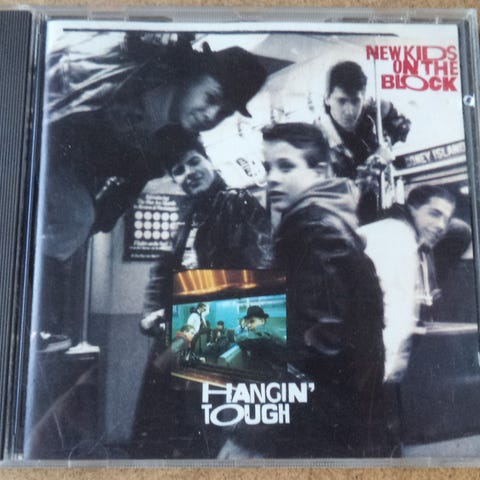 NEW KIDS
ON THE
BLOCK
CONEY ISLAND
HANGIN'
TOUGH